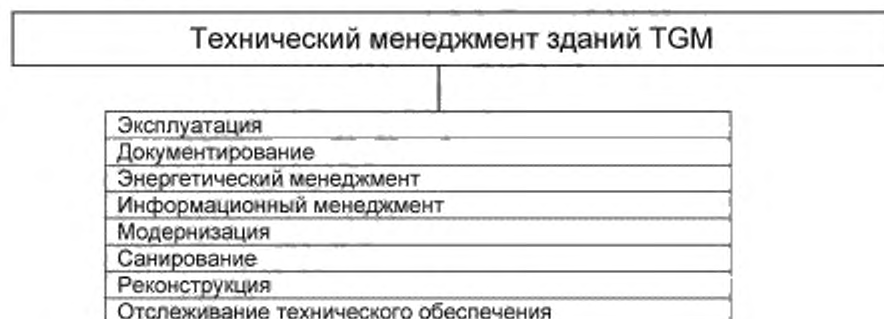 Технический менеджмент зданий TGM
Эксплуатация
Документирование
Энергетический менеджмент
Информационный менеджмент
Модернизация
Санирование
Реконструкция
Отслеживание технического обеспечения